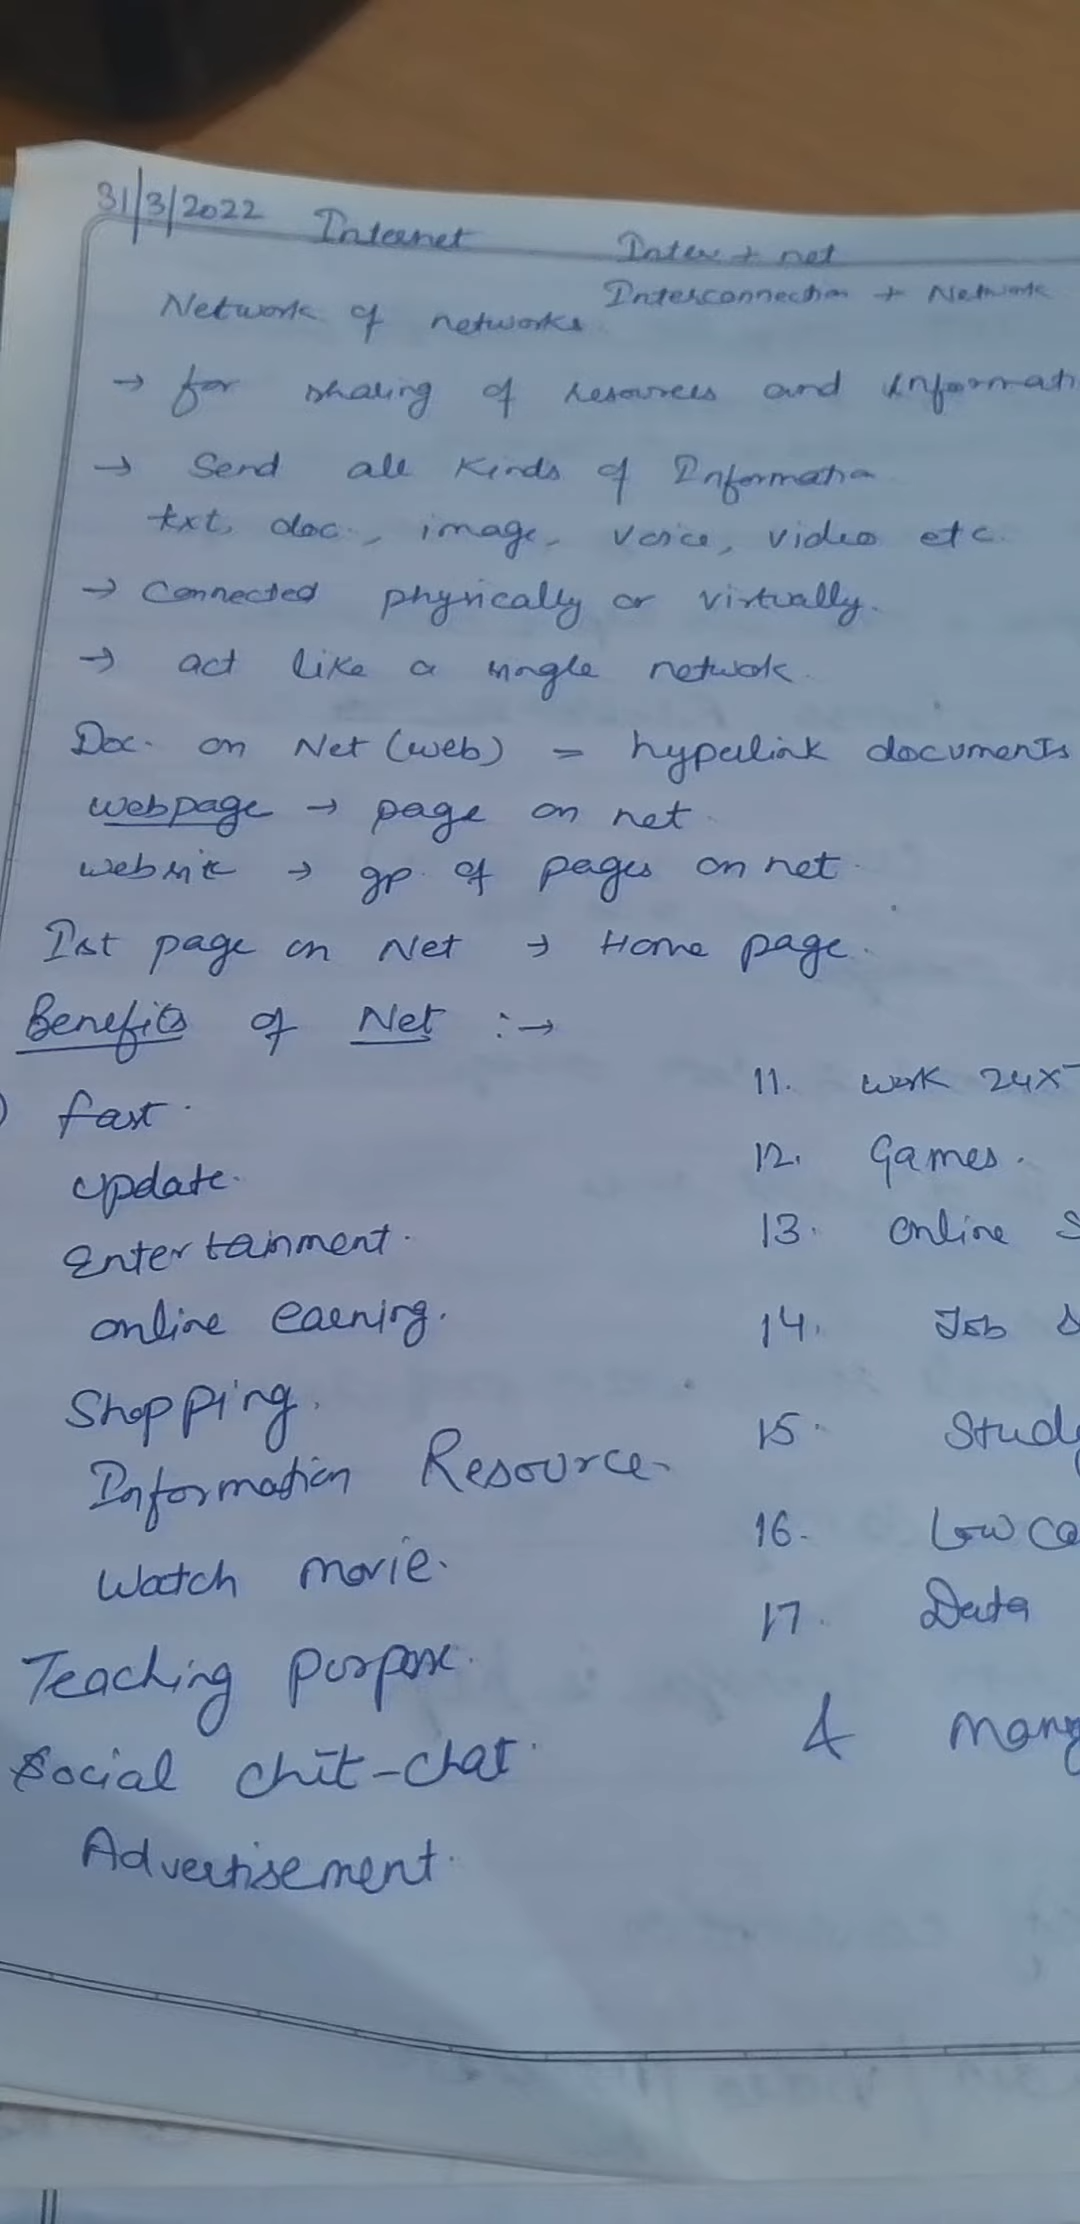 31/3/2022 Internet Inter + net
Interconnection + Network
Network of networks
→ for sharing of resources and informati
→ Send all kinds of Information
txt, doc., image, voice, video etc.
→ Connected physically or virtually.
→ act like a single network.
Doc. on Net (web) = hyperlink documents
webpage → page on net.
website → gp. of pages on net.
Ist page on Net → Home page.
Benefits of Net :→
fast.
update.
Entertainment.
online earning.
Shopping.
Information Resource.
Watch movie.
Teaching purpose.
Social chit-chat.
Advertisement.
11. work 24x
12. Games.
13. Online S
14. Job
15. Study
16. Low Co
17. Data
& many